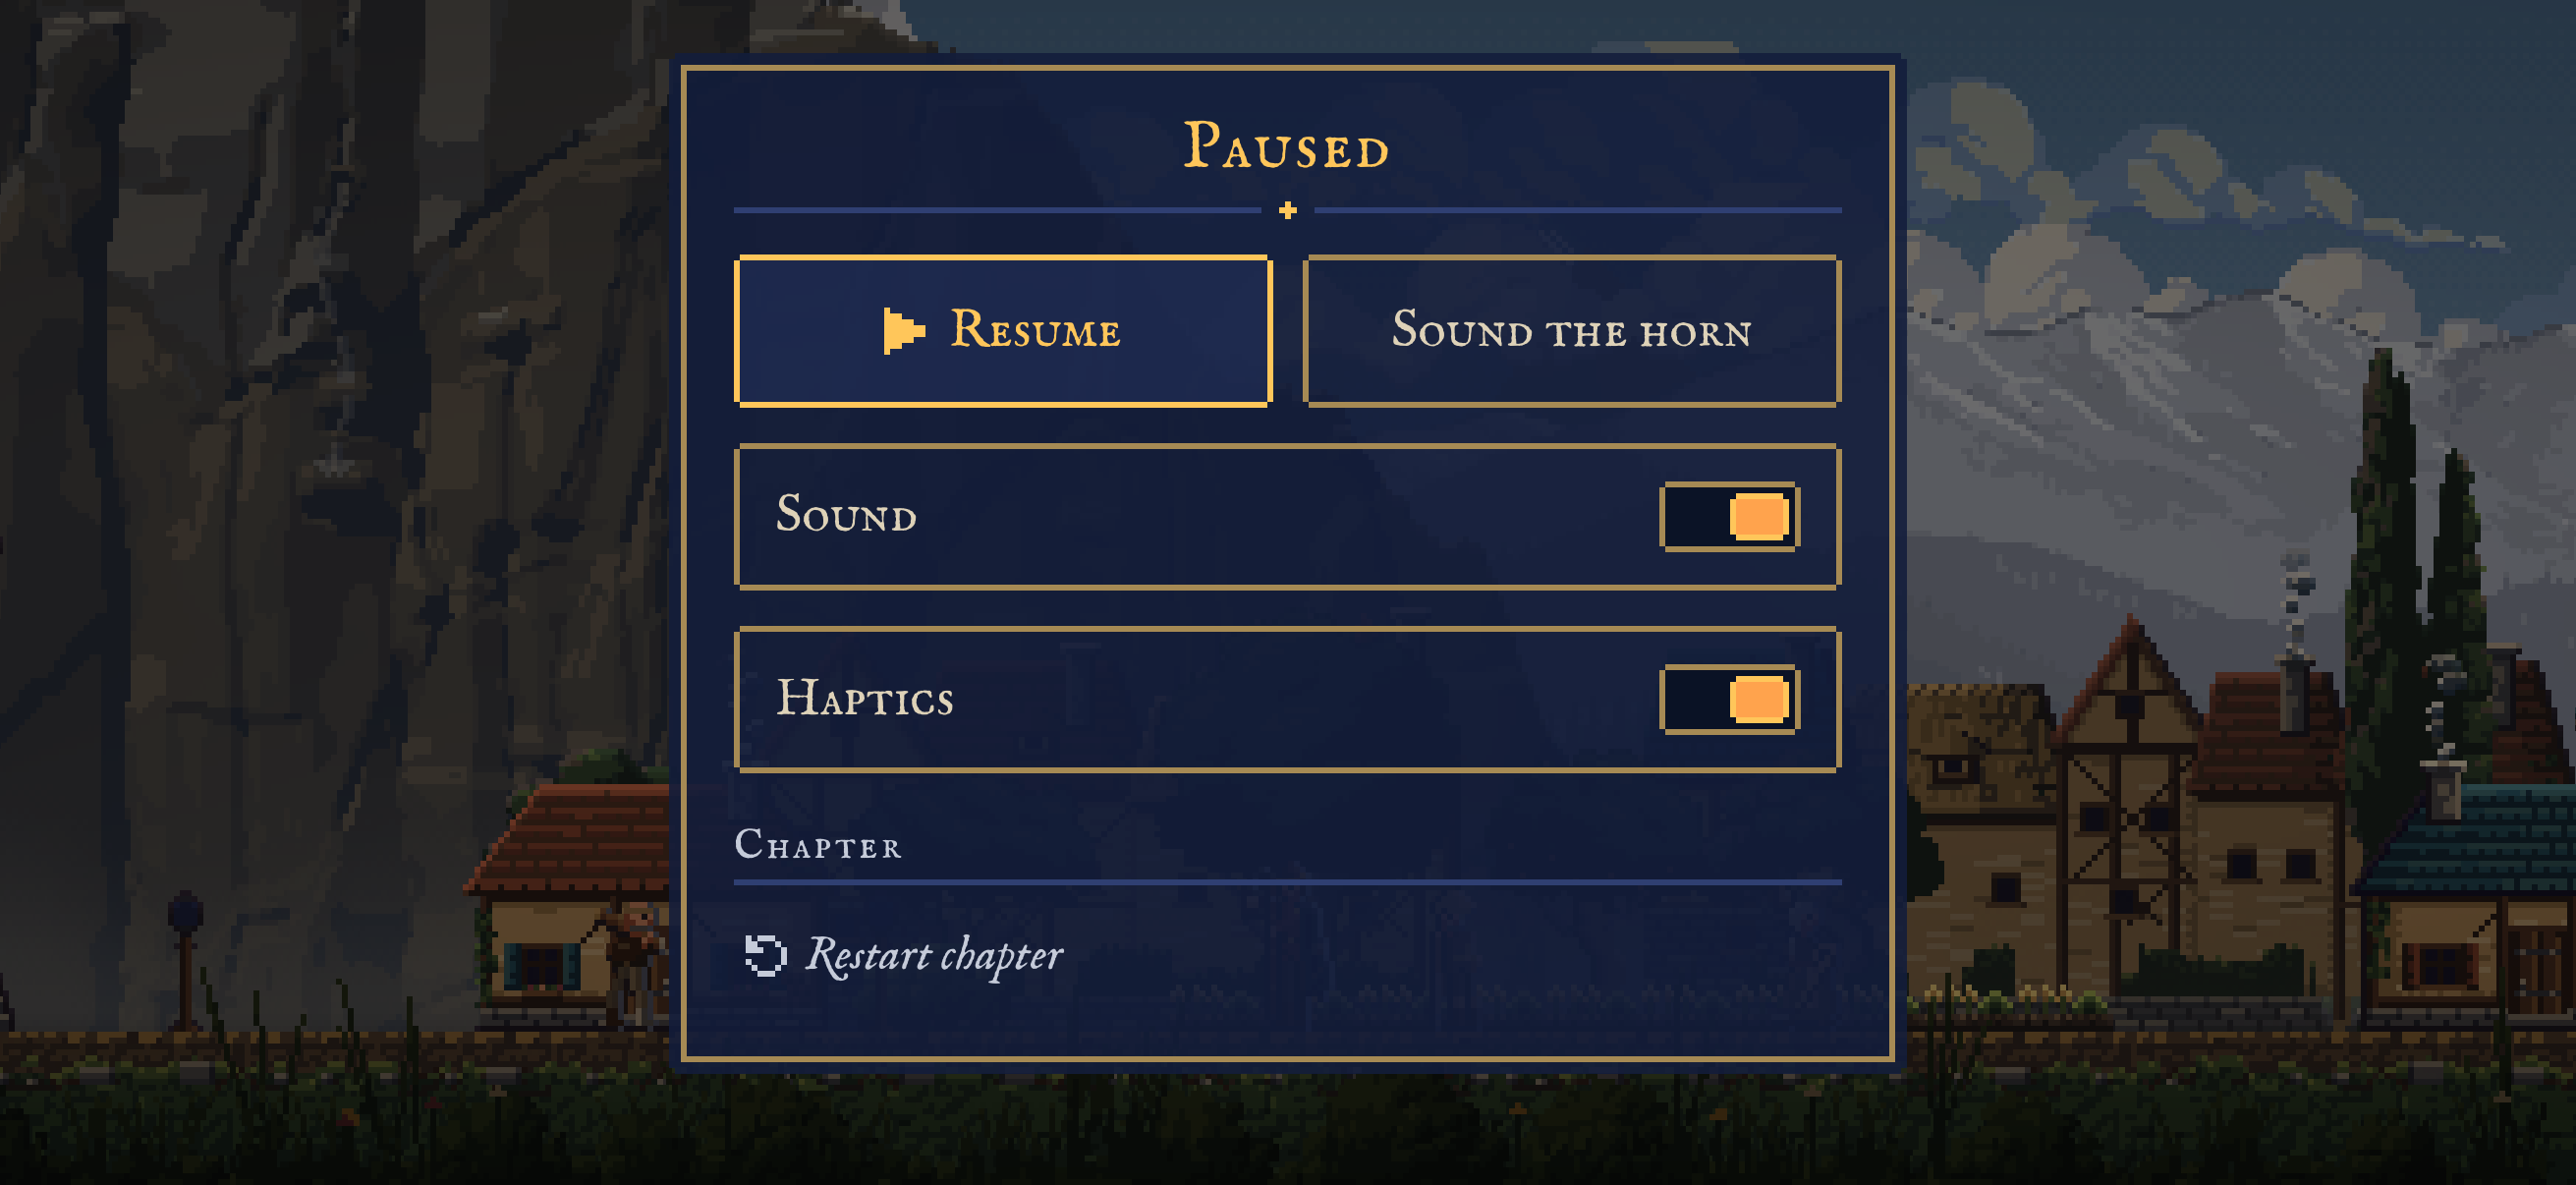 Paused
Resume
Sound the horn
Sound
Haptics
Chapter
Restart chapter